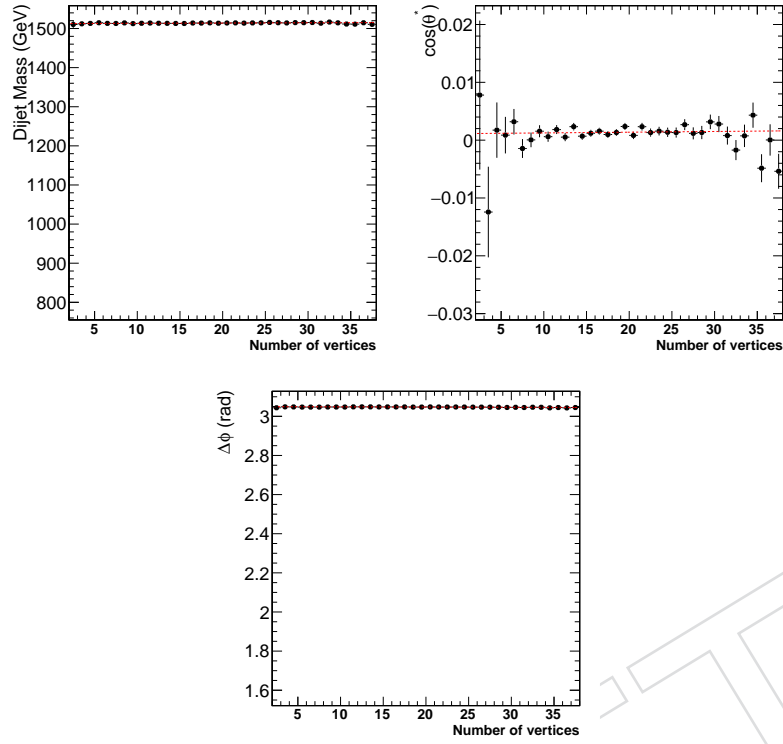 Dijet Mass (GeV)
1500
1400
1300
1200
1100
1000
900
800
5 10 15 20 25 30 35
Number of vertices
cos(θ*)
0.02
0.01
0
−0.01
−0.02
−0.03
5 10 15 20 25 30 35
Number of vertices
Δϕ (rad)
3
2.8
2.6
2.4
2.2
2
1.8
1.6
5 10 15 20 25 30 35
Number of vertices